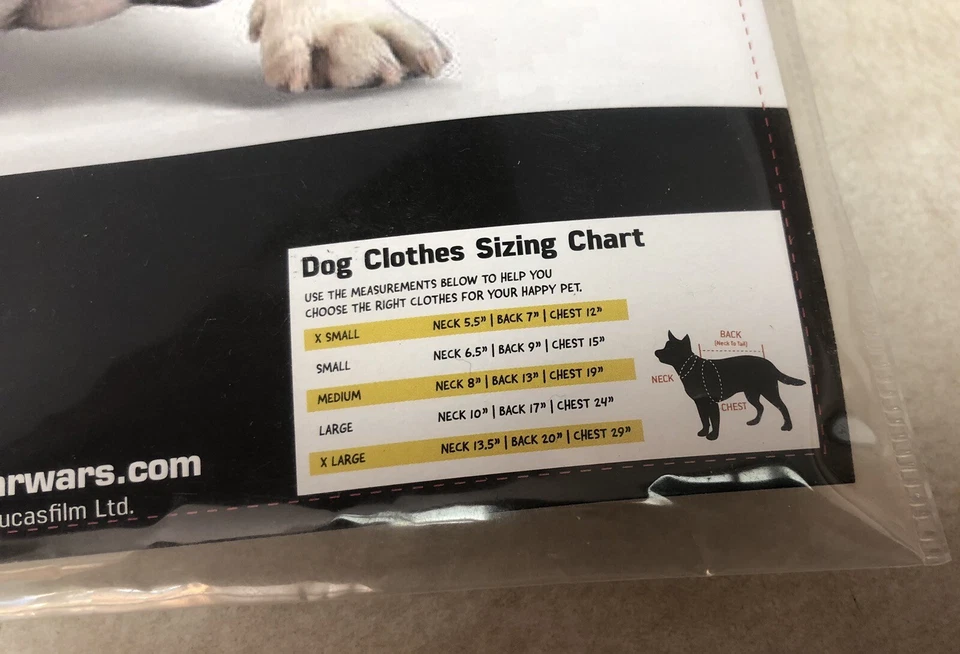 Dog Clothes Sizing Chart
USE THE MEASUREMENTS BELOW TO HELP YOU
CHOOSE THE RIGHT CLOTHES FOR YOUR HAPPY PET.
X SMALL NECK 5.5" | BACK 7" | CHEST 12"
SMALL NECK 6.5" | BACK 9" | CHEST 15"
MEDIUM NECK 8" | BACK 13" | CHEST 19"
LARGE NECK 10" | BACK 17" | CHEST 24"
X LARGE NECK 13.5" | BACK 20" | CHEST 29"
BACK
(Neck To Tail)
NECK
CHEST
arwars.com
ucasfilm Ltd.